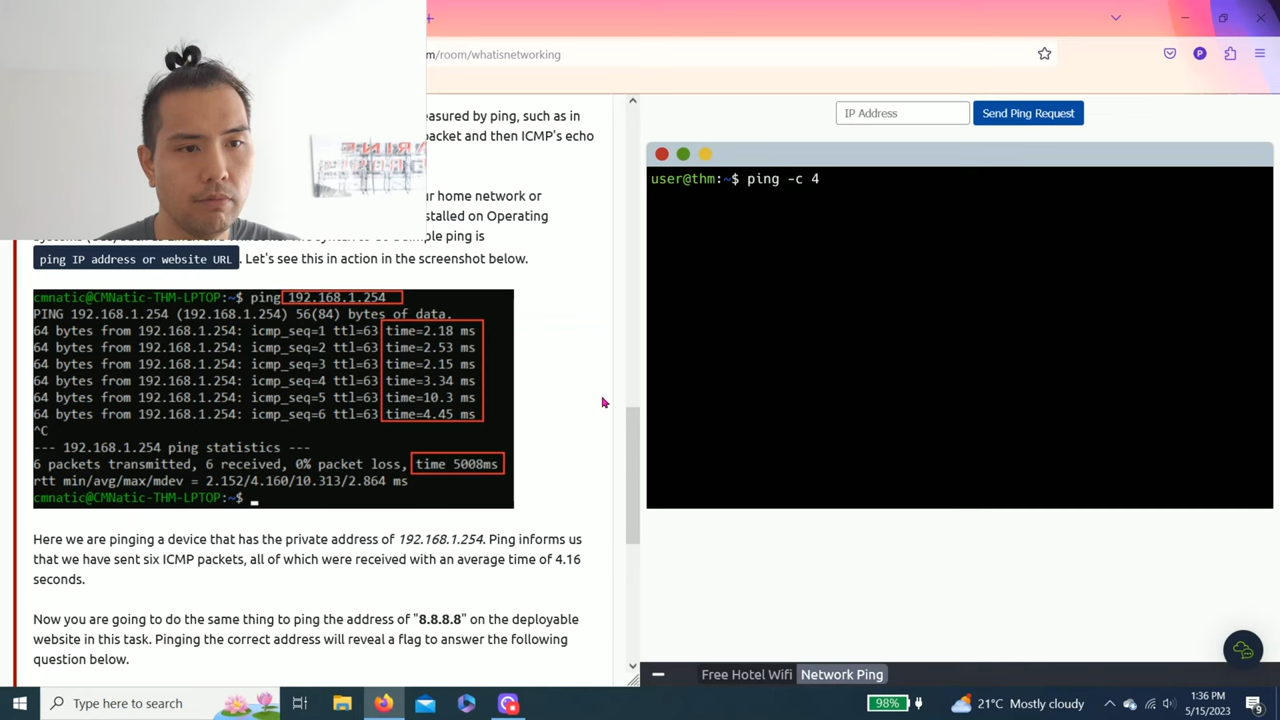 m/room/whatisnetworking
easured by ping, such as in
packet and then ICMP's echo
ur home network or
stalled on Operating
mple ping is
ping IP address or website URL . Let's see this in action in the screenshot below.
cmnatic@CMNatic-THM-LPTOP:~$ ping 192.168.1.254
PING 192.168.1.254 (192.168.1.254) 56(84) bytes of data.
64 bytes from 192.168.1.254: icmp_seq=1 ttl=63 time=2.18 ms
64 bytes from 192.168.1.254: icmp_seq=2 ttl=63 time=2.53 ms
64 bytes from 192.168.1.254: icmp_seq=3 ttl=63 time=2.15 ms
64 bytes from 192.168.1.254: icmp_seq=4 ttl=63 time=3.34 ms
64 bytes from 192.168.1.254: icmp_seq=5 ttl=63 time=10.3 ms
64 bytes from 192.168.1.254: icmp_seq=6 ttl=63 time=4.45 ms
^C
--- 192.168.1.254 ping statistics ---
6 packets transmitted, 6 received, 0% packet loss, time 5008ms
rtt min/avg/max/mdev = 2.152/4.160/10.313/2.864 ms
cmnatic@CMNatic-THM-LPTOP:~$
Here we are pinging a device that has the private address of 192.168.1.254. Ping informs us
that we have sent six ICMP packets, all of which were received with an average time of 4.16
seconds.
Now you are going to do the same thing to ping the address of "8.8.8.8" on the deployable
website in this task. Pinging the correct address will reveal a flag to answer the following
question below.
IP Address
Send Ping Request
user@thm:~$ ping -c 4
Free Hotel Wifi
Network Ping
Type here to search
98%
21°C Mostly cloudy
1:36 PM
5/15/2023
9